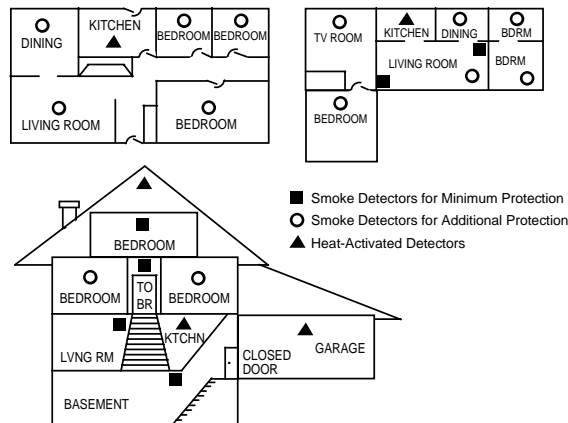 KITCHEN
DINING
BEDROOM
BEDROOM
LIVING ROOM
BEDROOM
TV ROOM
KITCHEN
DINING
BDRM
LIVING ROOM
BDRM
BEDROOM
Smoke Detectors for Minimum Protection
Smoke Detectors for Additional Protection
Heat-Activated Detectors
BEDROOM
BEDROOM
TO
BR
BEDROOM
LVNG RM
KTCHN
CLOSED
DOOR
GARAGE
BASEMENT